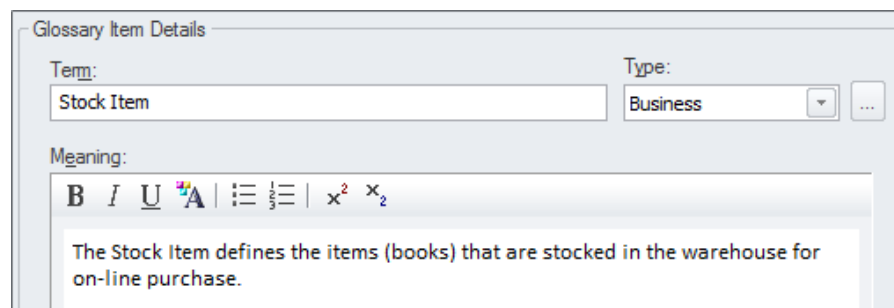 Glossary Item Details
Term: Type:
Stock Item Business ...
Meaning:
B I U A x² x₂
The Stock Item defines the items (books) that are stocked in the warehouse for
on-line purchase.